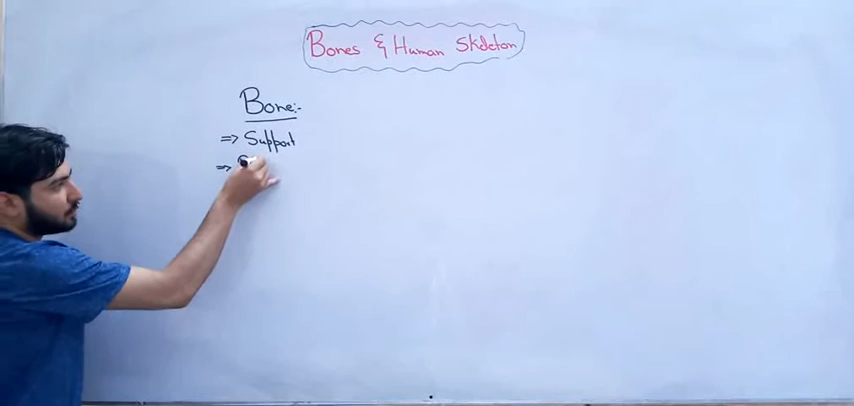 Bones & Human Skeleton
Bone:-
=> Support
=>